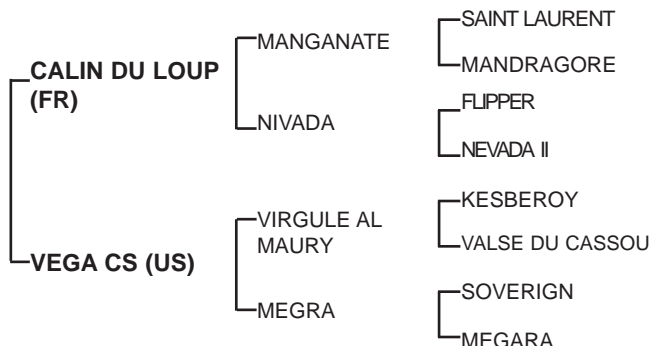 SAINT LAURENT
MANGANATE
MANDRAGORE
CALIN DU LOUP
(FR)
FLIPPER
NIVADA
NEVADA II
KESBEROY
VIRGULE AL
MAURY
VALSE DU CASSOU
VEGA CS (US)
SOVERIGN
MEGRA
MEGARA